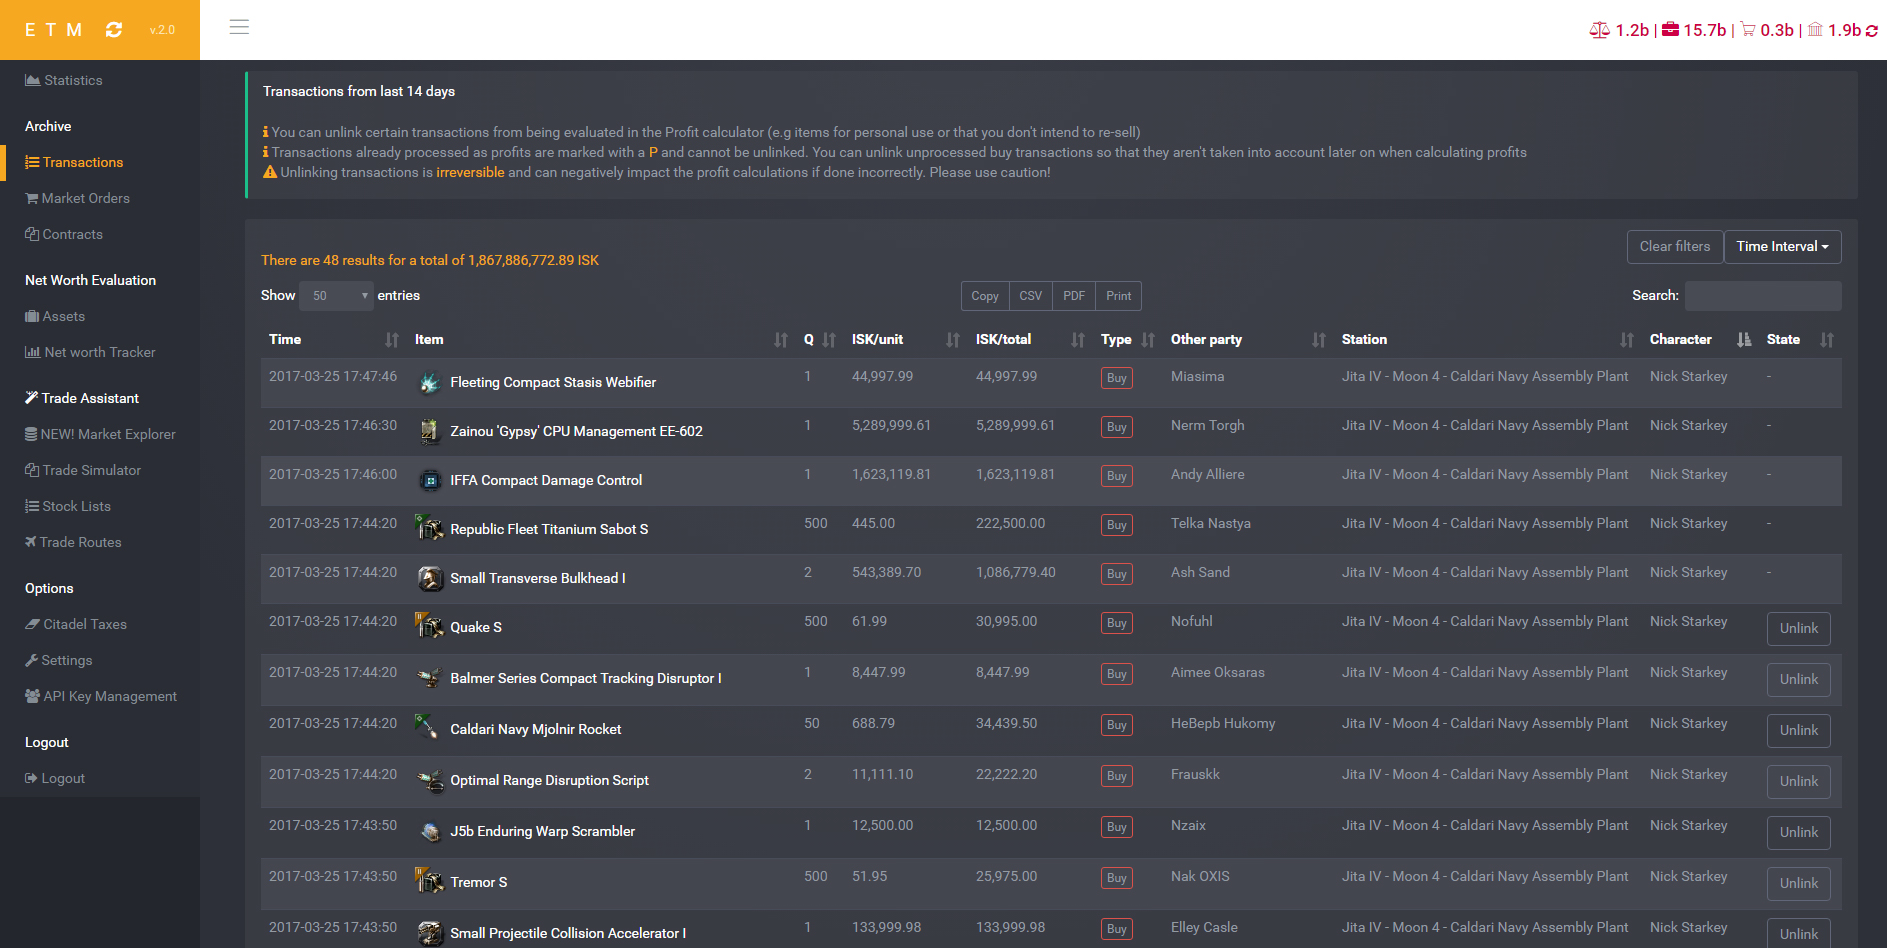 E T M v.2.0
1.2b | 15.7b | 0.3b | 1.9b
Statistics
Archive
Transactions
Market Orders
Contracts
Net Worth Evaluation
Assets
Net worth Tracker
Trade Assistant
NEW! Market Explorer
Trade Simulator
Stock Lists
Trade Routes
Options
Citadel Taxes
Settings
API Key Management
Logout
Logout
Transactions from last 14 days
You can unlink certain transactions from being evaluated in the Profit calculator (e.g items for personal use or that you don't intend to re-sell)
Transactions already processed as profits are marked with a P and cannot be unlinked. You can unlink unprocessed buy transactions so that they aren't taken into account later on when calculating profits
Unlinking transactions is irreversible and can negatively impact the profit calculations if done incorrectly. Please use caution!
Clear filters Time Interval
There are 48 results for a total of 1,867,886,772.89 ISK
Show 50 entries Copy CSV PDF Print Search:
Time Item Q ISK/unit ISK/total Type Other party Station Character State
2017-03-25 17:47:46 Fleeting Compact Stasis Webifier 1 44,997.99 44,997.99 Buy Miasima Jita IV - Moon 4 - Caldari Navy Assembly Plant Nick Starkey -
2017-03-25 17:46:30 Zainou 'Gypsy' CPU Management EE-602 1 5,289,999.61 5,289,999.61 Buy Nerm Torgh Jita IV - Moon 4 - Caldari Navy Assembly Plant Nick Starkey -
2017-03-25 17:46:00 IFFA Compact Damage Control 1 1,623,119.81 1,623,119.81 Buy Andy Alliere Jita IV - Moon 4 - Caldari Navy Assembly Plant Nick Starkey -
2017-03-25 17:44:20 Republic Fleet Titanium Sabot S 500 445.00 222,500.00 Buy Telka Nastya Jita IV - Moon 4 - Caldari Navy Assembly Plant Nick Starkey -
2017-03-25 17:44:20 Small Transverse Bulkhead I 2 543,389.70 1,086,779.40 Buy Ash Sand Jita IV - Moon 4 - Caldari Navy Assembly Plant Nick Starkey -
2017-03-25 17:44:20 Quake S 500 61.99 30,995.00 Buy Nofuhl Jita IV - Moon 4 - Caldari Navy Assembly Plant Nick Starkey Unlink
2017-03-25 17:44:20 Balmer Series Compact Tracking Disruptor I 1 8,447.99 8,447.99 Buy Aimee Oksaras Jita IV - Moon 4 - Caldari Navy Assembly Plant Nick Starkey Unlink
2017-03-25 17:44:20 Caldari Navy Mjolnir Rocket 50 688.79 34,439.50 Buy HeBepb Hukomy Jita IV - Moon 4 - Caldari Navy Assembly Plant Nick Starkey Unlink
2017-03-25 17:44:20 Optimal Range Disruption Script 2 11,111.10 22,222.20 Buy Frauskk Jita IV - Moon 4 - Caldari Navy Assembly Plant Nick Starkey Unlink
2017-03-25 17:43:50 J5b Enduring Warp Scrambler 1 12,500.00 12,500.00 Buy Nzaix Jita IV - Moon 4 - Caldari Navy Assembly Plant Nick Starkey Unlink
2017-03-25 17:43:50 Tremor S 500 51.95 25,975.00 Buy Nak OXIS Jita IV - Moon 4 - Caldari Navy Assembly Plant Nick Starkey Unlink
2017-03-25 17:43:50 Small Projectile Collision Accelerator I 1 133,999.98 133,999.98 Buy Elley Casle Jita IV - Moon 4 - Caldari Navy Assembly Plant Nick Starkey Unlink